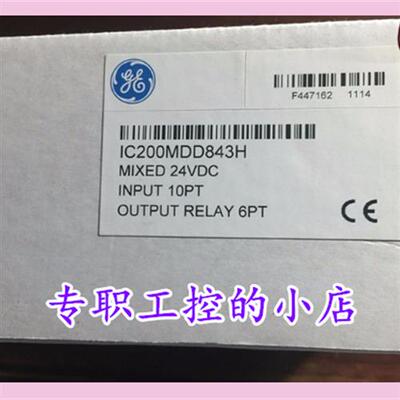 GE
F447162 1114
IC200MDD843H
MIXED 24VDC
INPUT 10PT
OUTPUT RELAY 6PT
CE
专职工控的小店